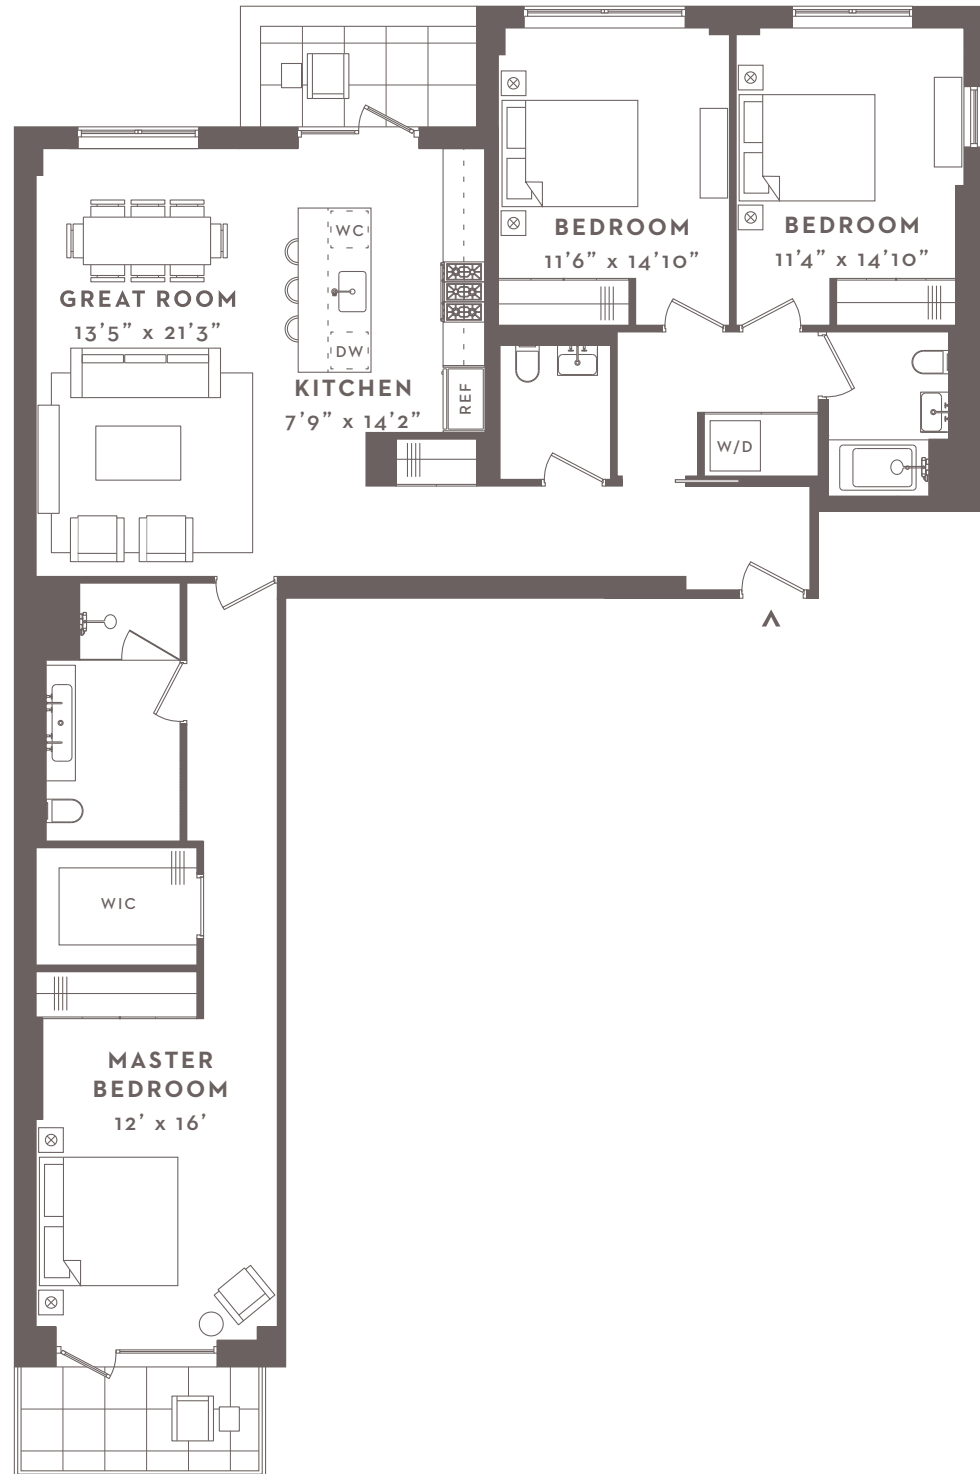 BEDROOM
11'6" x 14'10"
BEDROOM
11'4" x 14'10"
WC
GREAT ROOM
13'5" x 21'3"
DW
KITCHEN
7'9" x 14'2"
REF
W/D
WIC
MASTER
BEDROOM
12' x 16'